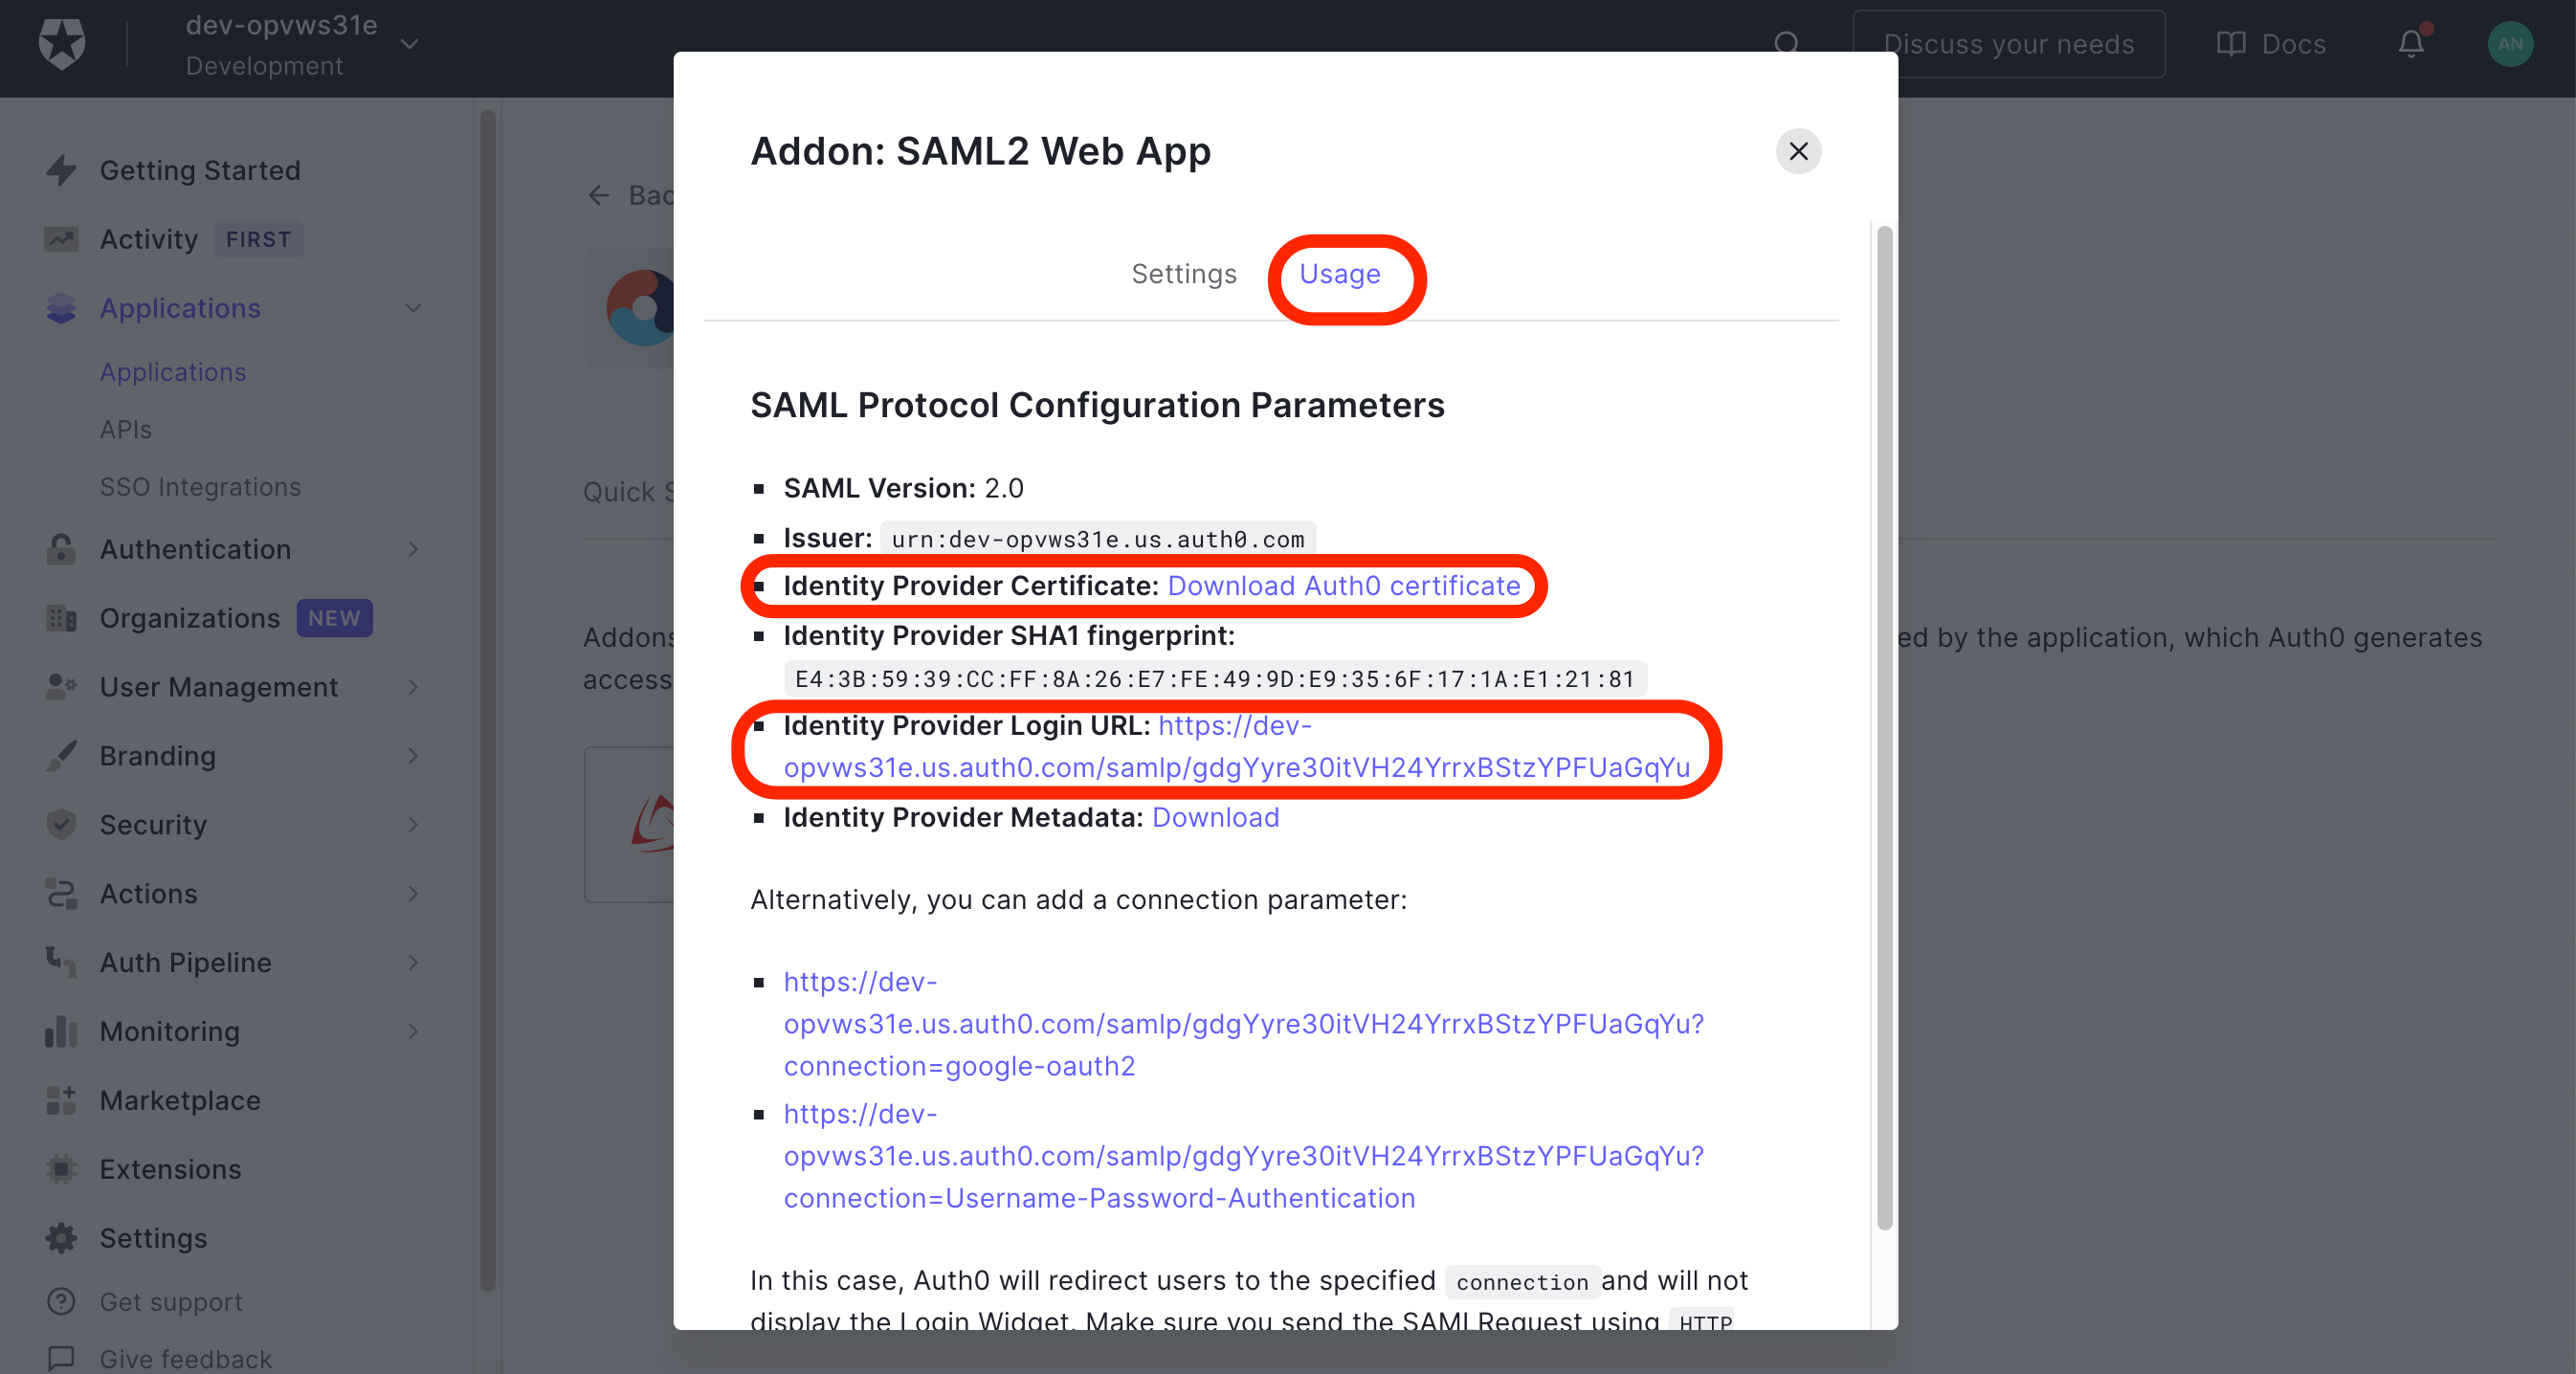 dev-opvws31e
Development
Discuss your needs
Docs
AN
Getting Started
Activity FIRST
Applications
Applications
APIs
SSO Integrations
Authentication
Organizations NEW
User Management
Branding
Security
Actions
Auth Pipeline
Monitoring
Marketplace
Extensions
Settings
Get support
Give feedback
Quick
Addons
access
ed by the application, which Auth0 generates
Addon: SAML2 Web App
Settings Usage
SAML Protocol Configuration Parameters
SAML Version: 2.0
Issuer: urn:dev-opvws31e.us.auth0.com
Identity Provider Certificate: Download Auth0 certificate
Identity Provider SHA1 fingerprint:
E4:3B:59:39:CC:FF:8A:26:E7:FE:49:9D:E9:35:6F:17:1A:E1:21:81
Identity Provider Login URL: https://dev-
opvws31e.us.auth0.com/samlp/gdgYyre30itVH24YrrxBStzYPFUaGqYu
Identity Provider Metadata: Download
Alternatively, you can add a connection parameter:
https://dev-
opvws31e.us.auth0.com/samlp/gdgYyre30itVH24YrrxBStzYPFUaGqYu?
connection=google-oauth2
https://dev-
opvws31e.us.auth0.com/samlp/gdgYyre30itVH24YrrxBStzYPFUaGqYu?
connection=Username-Password-Authentication
In this case, Auth0 will redirect users to the specified connection and will not
display the Login Widget. Make sure you send the SAMLRequest using HTTP